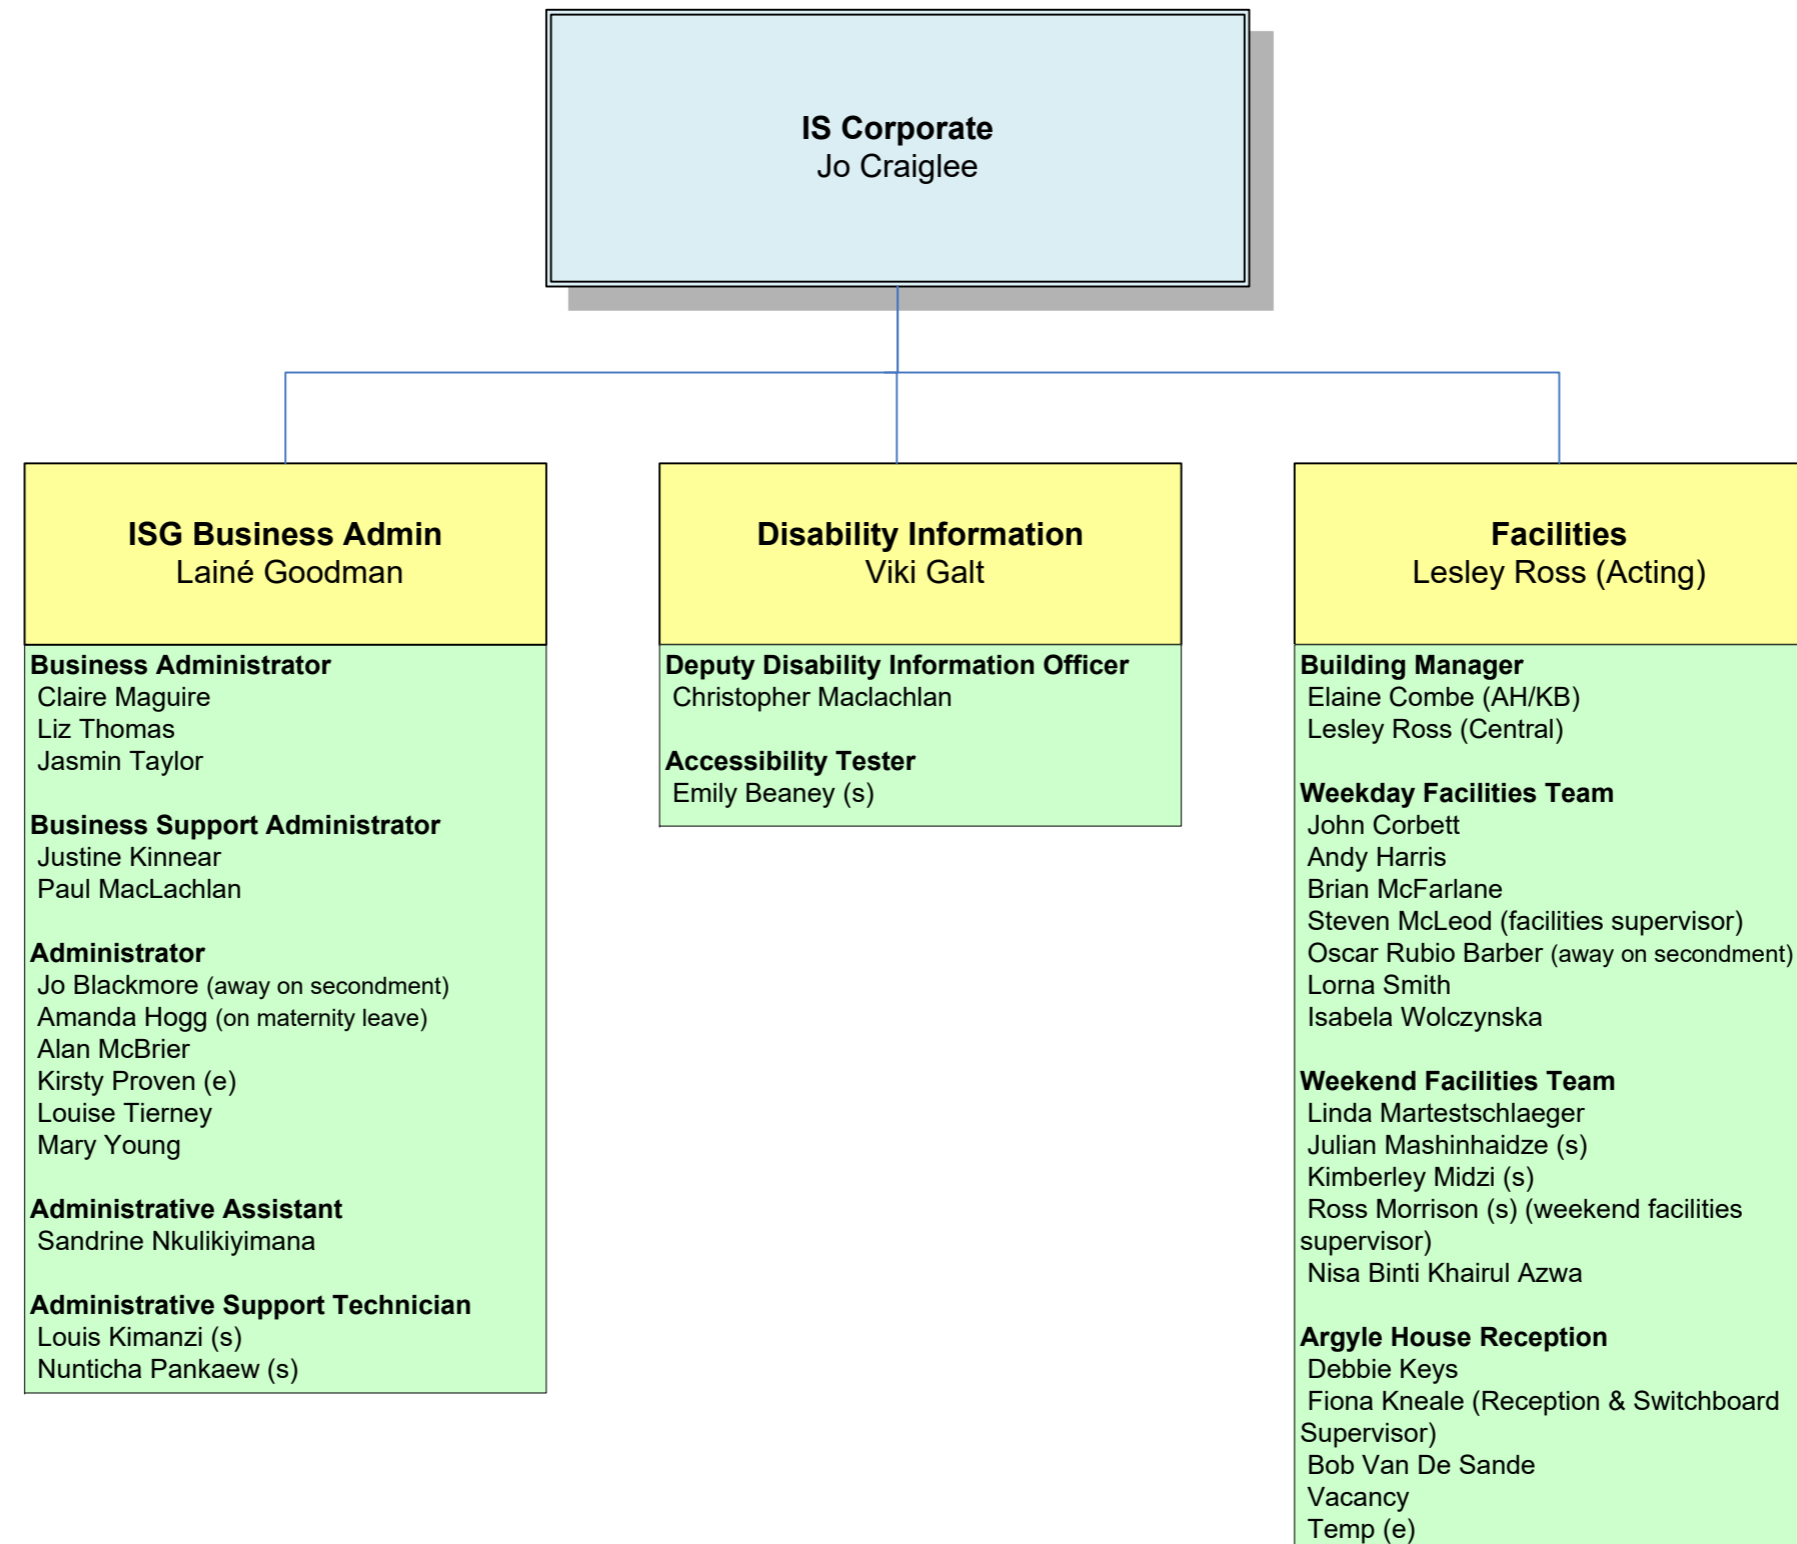 IS Corporate
Jo Craiglee
ISG Business Admin
Lainé Goodman
Business Administrator
Claire Maguire
Liz Thomas
Jasmin Taylor
Business Support Administrator
Justine Kinnear
Paul MacLachlan
Administrator
Jo Blackmore (away on secondment)
Amanda Hogg (on maternity leave)
Alan McBrier
Kirsty Proven (e)
Louise Tierney
Mary Young
Administrative Assistant
Sandrine Nkulikiyimana
Administrative Support Technician
Louis Kimanzi (s)
Nunticha Pankaew (s)
Disability Information
Viki Galt
Deputy Disability Information Officer
Christopher Maclachlan
Accessibility Tester
Emily Beaney (s)
Facilities
Lesley Ross (Acting)
Building Manager
Elaine Combe (AH/KB)
Lesley Ross (Central)
Weekday Facilities Team
John Corbett
Andy Harris
Brian McFarlane
Steven McLeod (facilities supervisor)
Oscar Rubio Barber (away on secondment)
Lorna Smith
Isabela Wolczynska
Weekend Facilities Team
Linda Martestschlaeger
Julian Mashinhaidze (s)
Kimberley Midzi (s)
Ross Morrison (s) (weekend facilities
supervisor)
Nisa Binti Khairul Azwa
Argyle House Reception
Debbie Keys
Fiona Kneale (Reception & Switchboard
Supervisor)
Bob Van De Sande
Vacancy
Temp (e)